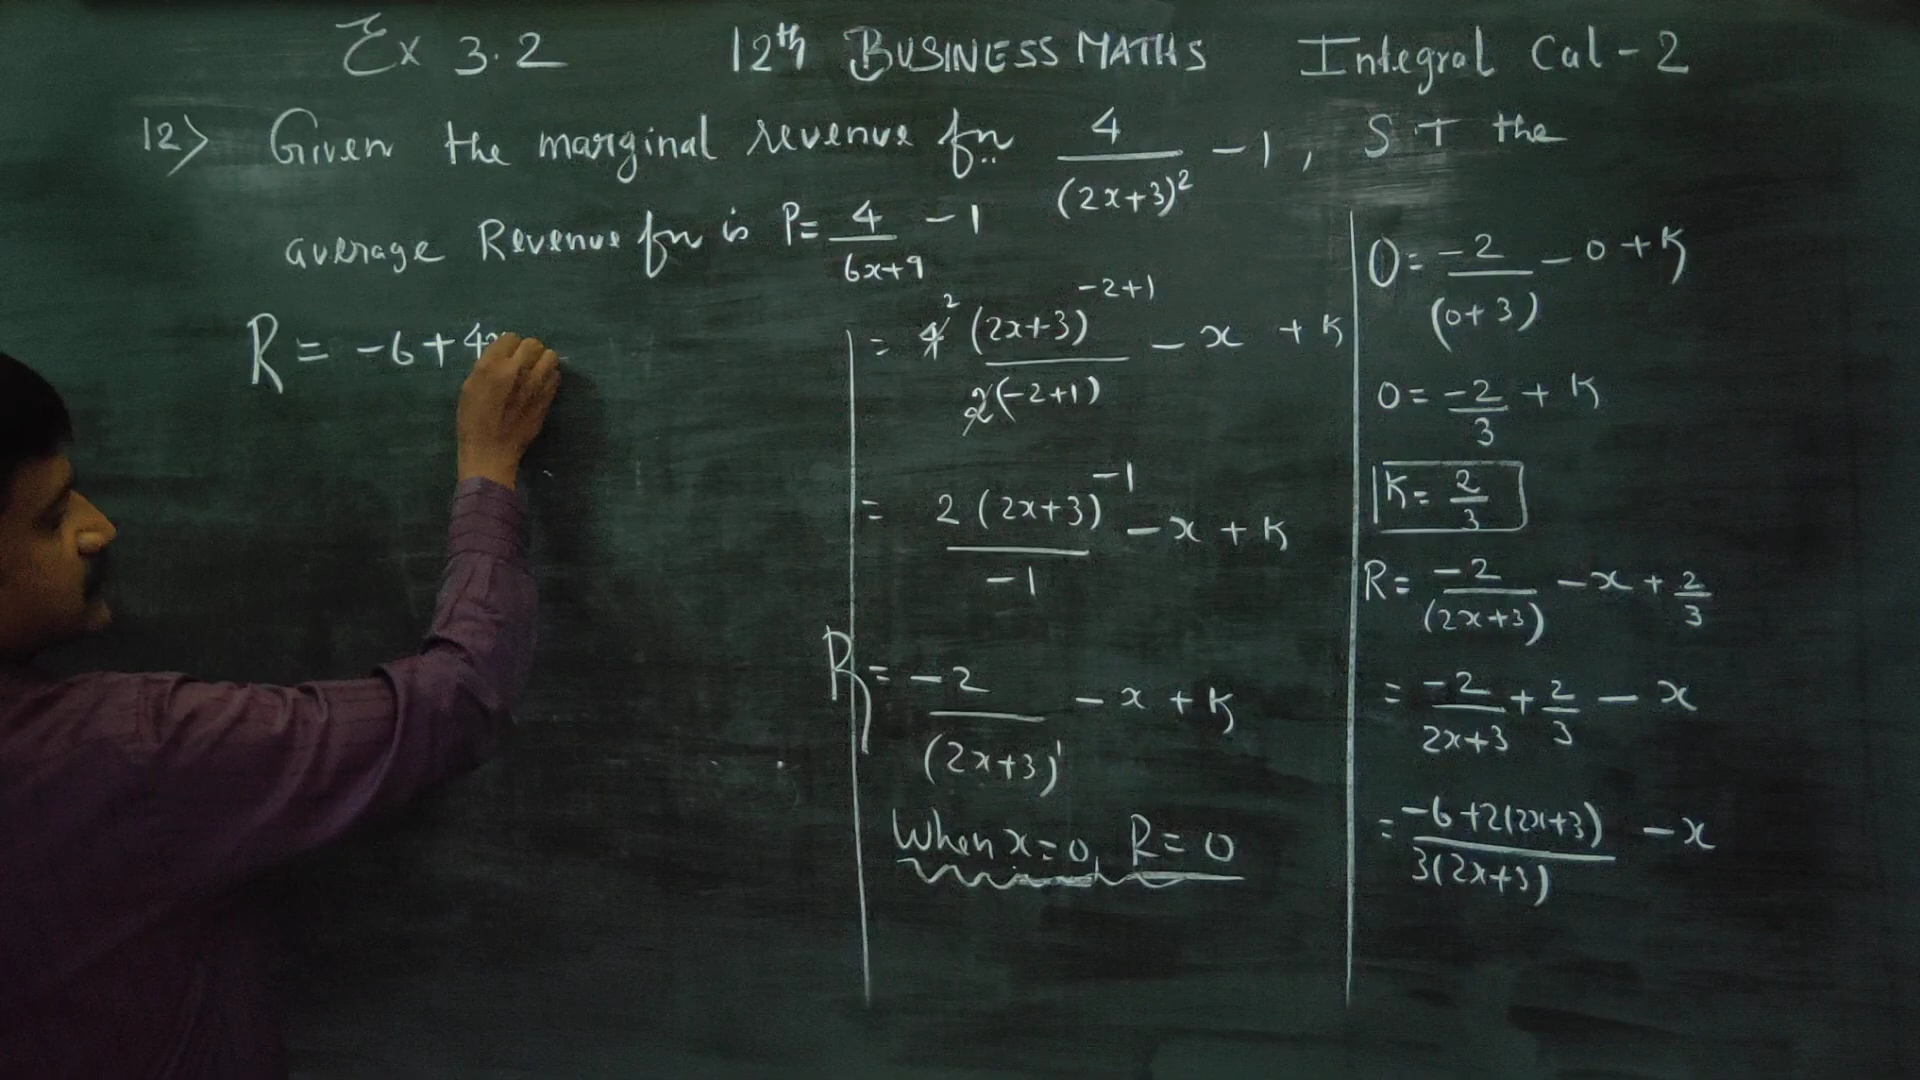 Ex 3.2 12th BUSINESS MATHS Integral Cal - 2
12) Given the marginal revenue fn 4/(2x+3)² - 1, S T the
average Revenue fn is P = 4/(6x+9) - 1
R = -6 + 4x
= 4² (2x+3)^(-2+1) / 2(-2+1) - x + K
= 2 (2x+3)^(-1) / -1 - x + K
R = -2/(2x+3)¹ - x + K
When x = 0, R = 0
0 = -2/(0+3) - 0 + K
0 = -2/3 + K
K = 2/3
R = -2/(2x+3) - x + 2/3
= -2/(2x+3) + 2/3 - x
= (-6 + 2(2x+3)) / 3(2x+3) - x